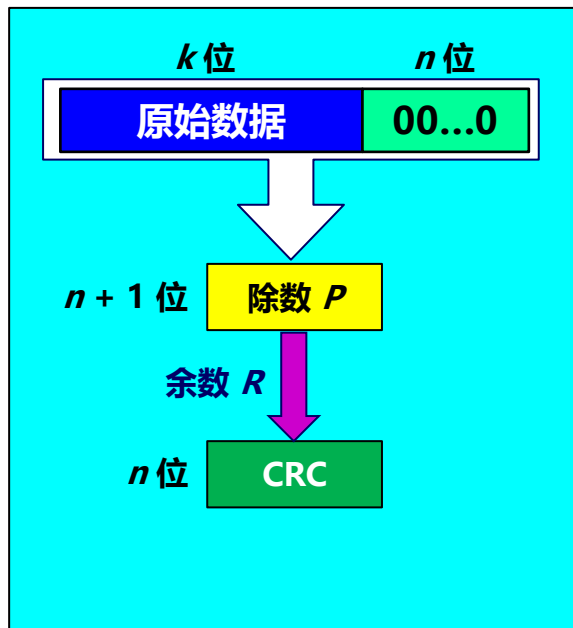 k 位 n 位
原始数据 00...0
n + 1 位 除数 P
余数 R
n 位 CRC